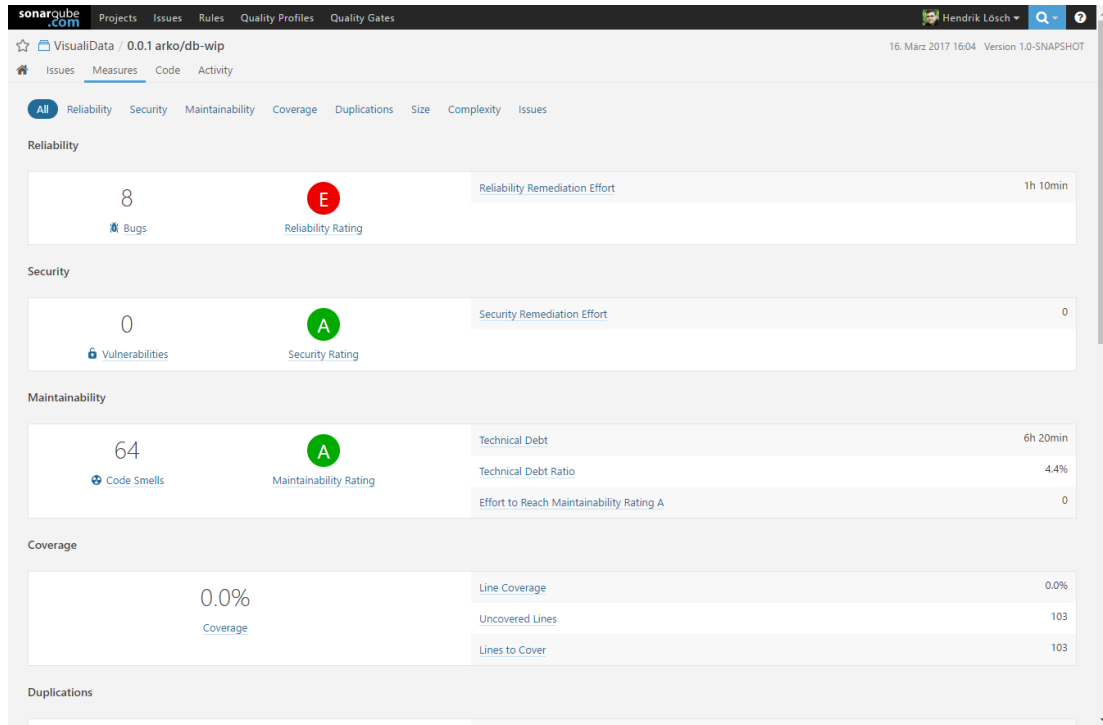 sonarqube .com Projects Issues Rules Quality Profiles Quality Gates Hendrik Lösch ?
VisualiData / 0.0.1 arko/db-wip 16. März 2017 16:04 Version 1.0-SNAPSHOT
Issues Measures Code Activity
All Reliability Security Maintainability Coverage Duplications Size Complexity Issues
Reliability
8 E Reliability Remediation Effort 1h 10min
Bugs Reliability Rating
Security
0 A Security Remediation Effort 0
Vulnerabilities Security Rating
Maintainability
64 A Technical Debt 6h 20min
Code Smells Maintainability Rating Technical Debt Ratio 4.4%
Effort to Reach Maintainability Rating A 0
Coverage
0.0% Line Coverage 0.0%
Coverage Uncovered Lines 103
Lines to Cover 103
Duplications